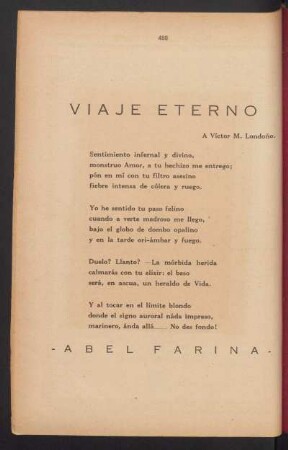 488
VIAJE ETERNO
A Víctor M. Londoño.
Sentimiento infernal y divino,
monstruo Amor, a tu hechizo me entrego;
pón en mí con tu filtro asesino
fiebre intensa de cólera y ruego.
Yo he sentido tu paso felino
cuando a verte medroso me llego,
bajo el globo de dombo opalino
y en la tarde ori-ámbar y fuego.
Duelo? Llanto? —La mórbida herida
calmarás con tu elixir: el beso
será, en ascua, un heraldo de Vida.
Y al tocar en el límite blondo
donde el signo auroral náda impreso,
marinero, ánda allá.... No des fondo!
- ABEL FARINA -